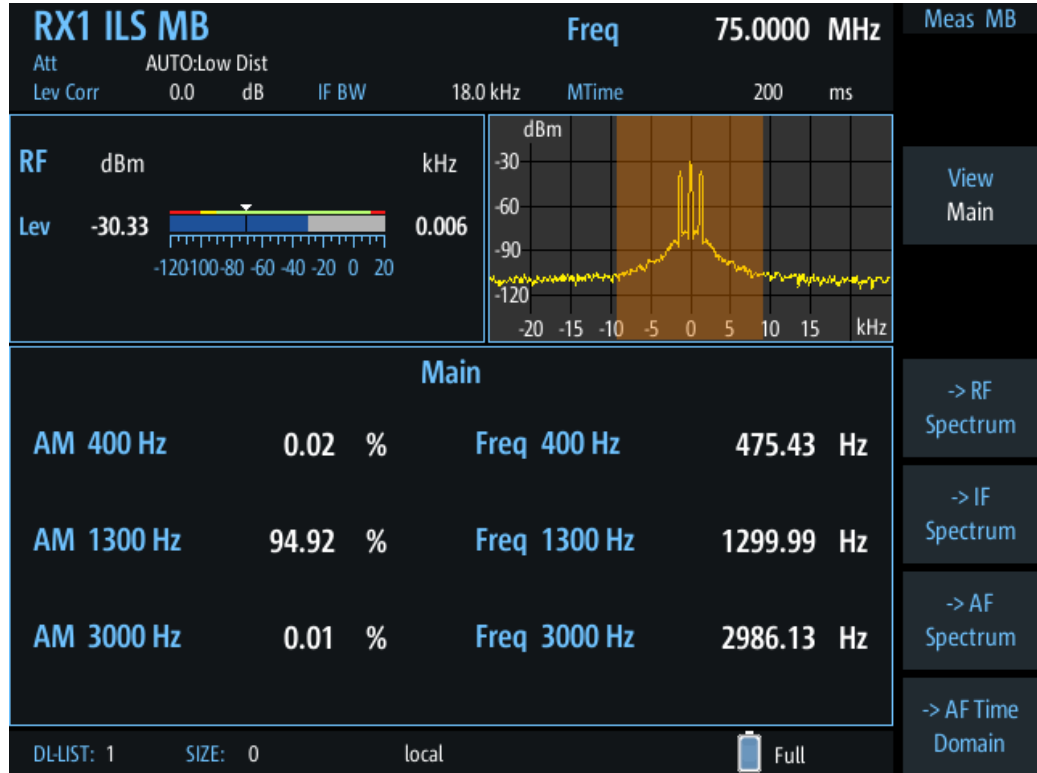 RX1 ILS MB Freq 75.0000 MHz Meas MB
Att AUTO:Low Dist
Lev Corr 0.0 dB IF BW 18.0 kHz MTime 200 ms
RF dBm kHz
Lev -30.33 0.006
-120 -100 -80 -60 -40 -20 0 20
dBm
-30
-60
-90
-120
-20 -15 -10 -5 0 5 10 15 kHz
View
Main
Main
AM 400 Hz 0.02 % Freq 400 Hz 475.43 Hz
AM 1300 Hz 94.92 % Freq 1300 Hz 1299.99 Hz
AM 3000 Hz 0.01 % Freq 3000 Hz 2986.13 Hz
-> RF
Spectrum
-> IF
Spectrum
-> AF
Spectrum
-> AF Time
Domain
DL-LIST: 1 SIZE: 0 local Full